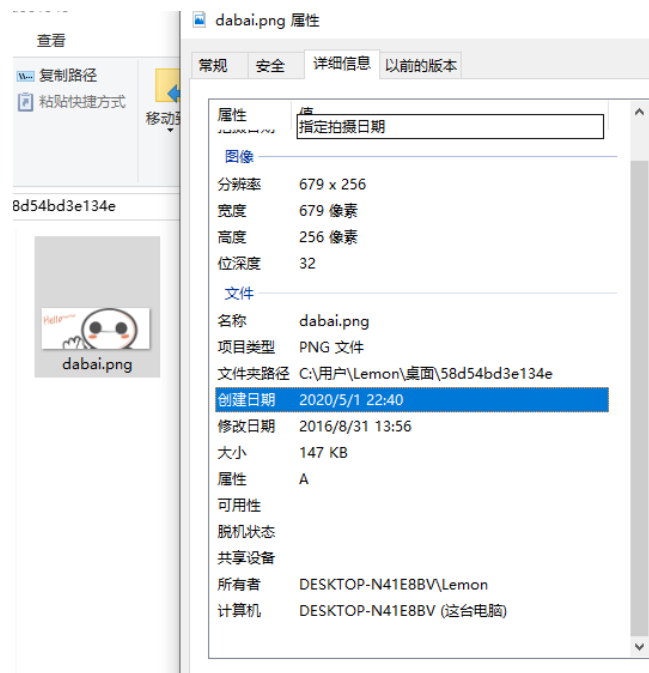 查看
复制路径
粘贴快捷方式
移动到
8d54bd3e134e
Hello~~
dabai.png
dabai.png 属性
常规 安全 详细信息 以前的版本
属性 值
拍摄日期 指定拍摄日期
图像
分辨率 679 x 256
宽度 679 像素
高度 256 像素
位深度 32
文件
名称 dabai.png
项目类型 PNG 文件
文件夹路径 C:\用户\Lemon\桌面\58d54bd3e134e
创建日期 2020/5/1 22:40
修改日期 2016/8/31 13:56
大小 147 KB
属性 A
可用性
脱机状态
共享设备
所有者 DESKTOP-N41E8BV\Lemon
计算机 DESKTOP-N41E8BV (这台电脑)